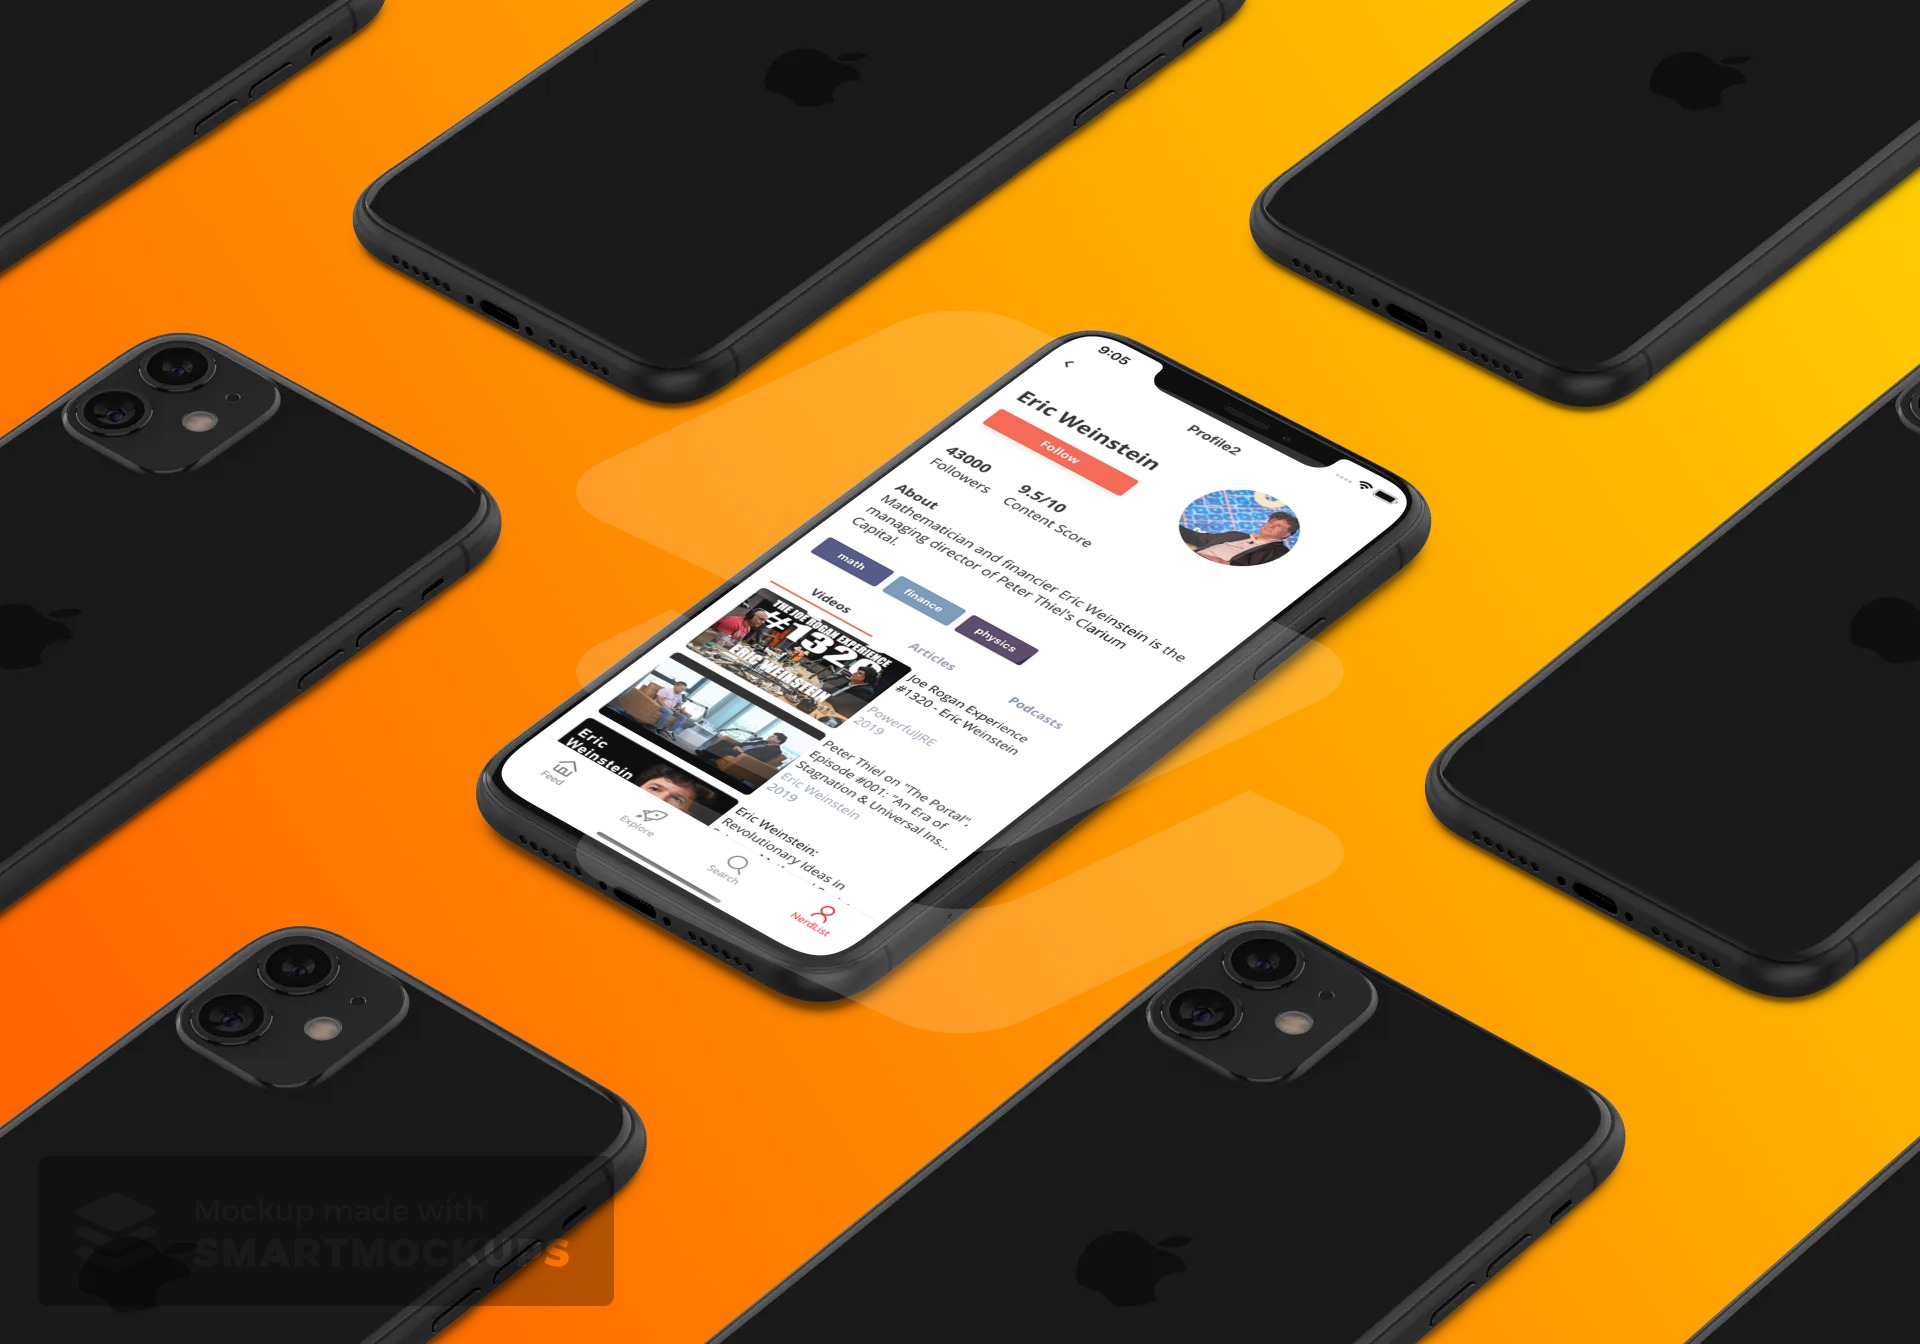 9:05
Profile2
Eric Weinstein
Follow
43000
Followers
9.5/10
Content Score
About
Mathematician and financier Eric Weinstein is the
managing director of Peter Thiel's Clarium
Capital.
math
finance
physics
Videos
Articles
Podcasts
THE JOE ROGAN EXPERIENCE
#1320
ERIC WEINSTEIN
Joe Rogan Experience
#1320 - Eric Weinstein
PowerfulJRE
2019
Peter Thiel on "The Portal",
Episode #001: "An Era of
Stagnation & Universal Ins...
Eric Weinstein
2019
Eric
Weinstein
Eric Weinstein:
Revolutionary Ideas in
Feed
Explore
Search
NerdList
Mockup made with
SMARTMOCKUPS